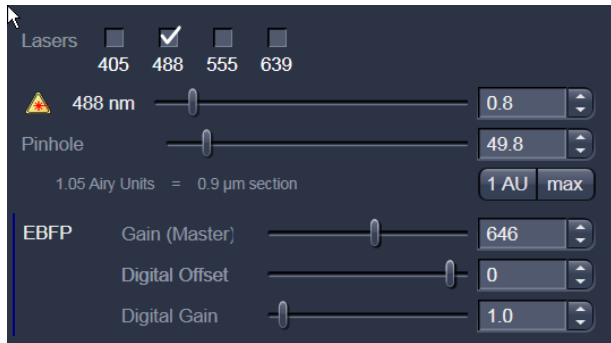 Lasers
405 488 555 639
488 nm 0.8
Pinhole 49.8
1.05 Airy Units = 0.9 µm section 1 AU max
EBFP Gain (Master) 646
Digital Offset 0
Digital Gain 1.0